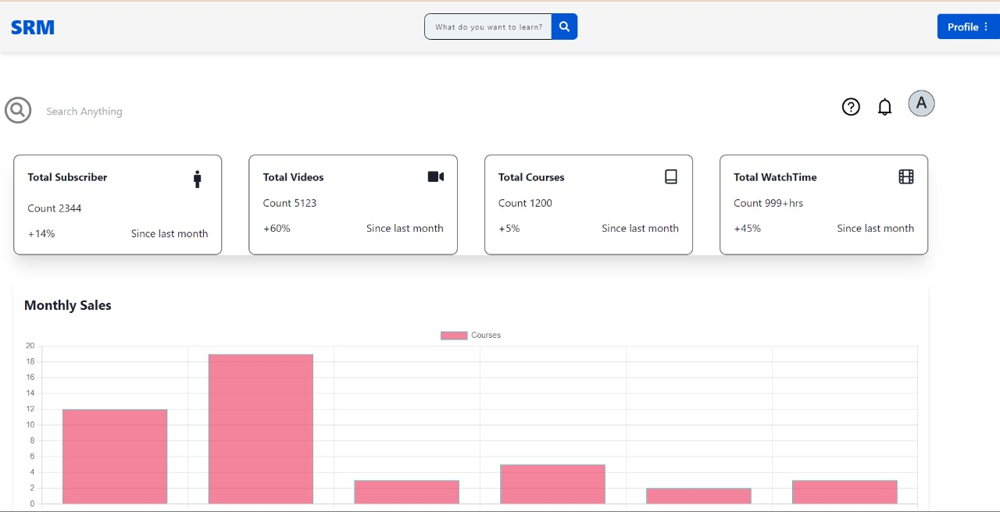 SRM
What do you want to learn?
Profile ⋮
Search Anything
A
Total Subscriber
Count 2344
+14% Since last month
Total Videos
Count 5123
+60% Since last month
Total Courses
Count 1200
+5% Since last month
Total WatchTime
Count 999+hrs
+45% Since last month
Monthly Sales
Courses
20
18
16
14
12
10
8
6
4
2
0